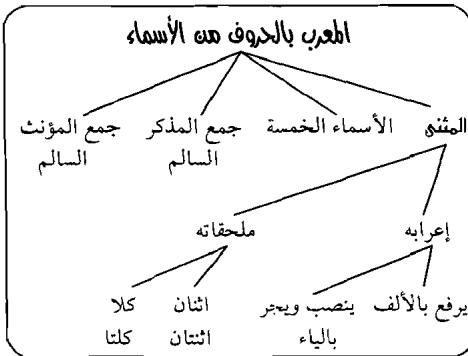 المعرب بالحروف من الأسماء
المثنى الأسماء الخمسة جمع المذكر جمع المؤنث
السالم السالم
إعرابه ملحقاته
يرفع بالألف ينصب ويجر اثنان كلا
بالياء اثنتان كلتا